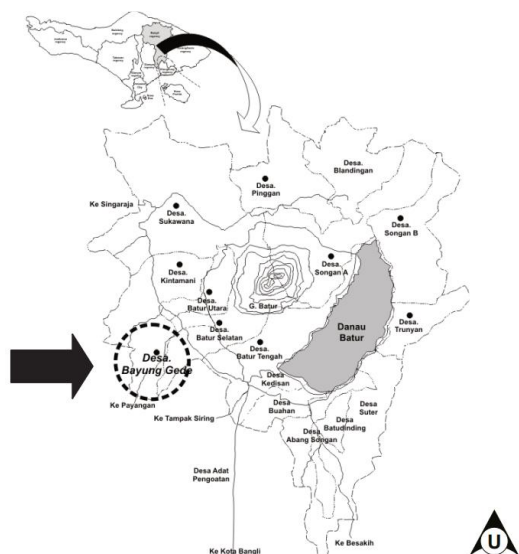 Desa.
Pinggan
Desa
Blandingan
Ke Singaraja
Desa.
Sukawana
Desa.
Songan B
Desa.
Songan A
Desa.
Kintamani
G. Batur
Desa.
Batur Utara
Desa.
Batur Selatan
Danau
Batur
Desa.
Trunyan
Desa.
Batur Tengah
Desa.
Bayung Gede
Desa
Kedisan
Ke Payangan
Ke Tampak Siring
Desa
Buahan
Desa
Suter
Desa
Batudinding
Desa
Abang Songan
Desa Adat
Pengoatan
Ke Kota Bangli
Ke Besakih
U